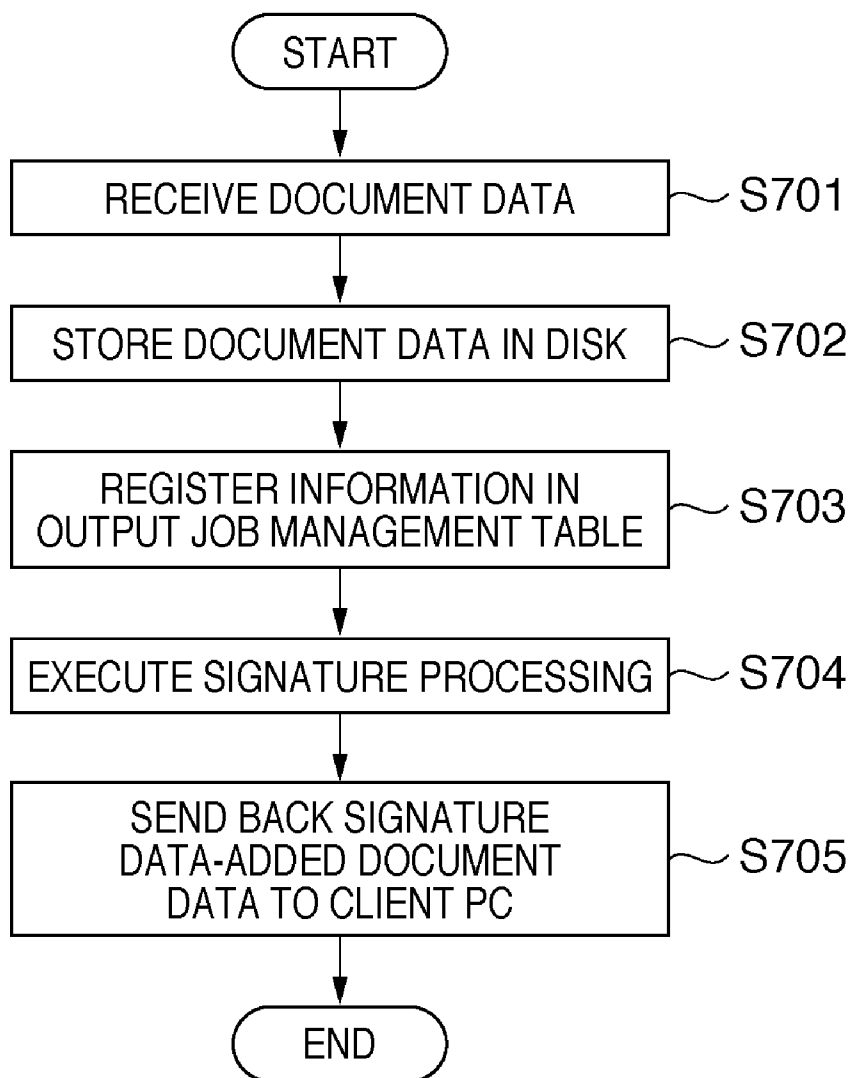 START
RECEIVE DOCUMENT DATA
S701
STORE DOCUMENT DATA IN DISK
S702
REGISTER INFORMATION IN
OUTPUT JOB MANAGEMENT TABLE
S703
EXECUTE SIGNATURE PROCESSING
S704
SEND BACK SIGNATURE
DATA-ADDED DOCUMENT
DATA TO CLIENT PC
S705
END